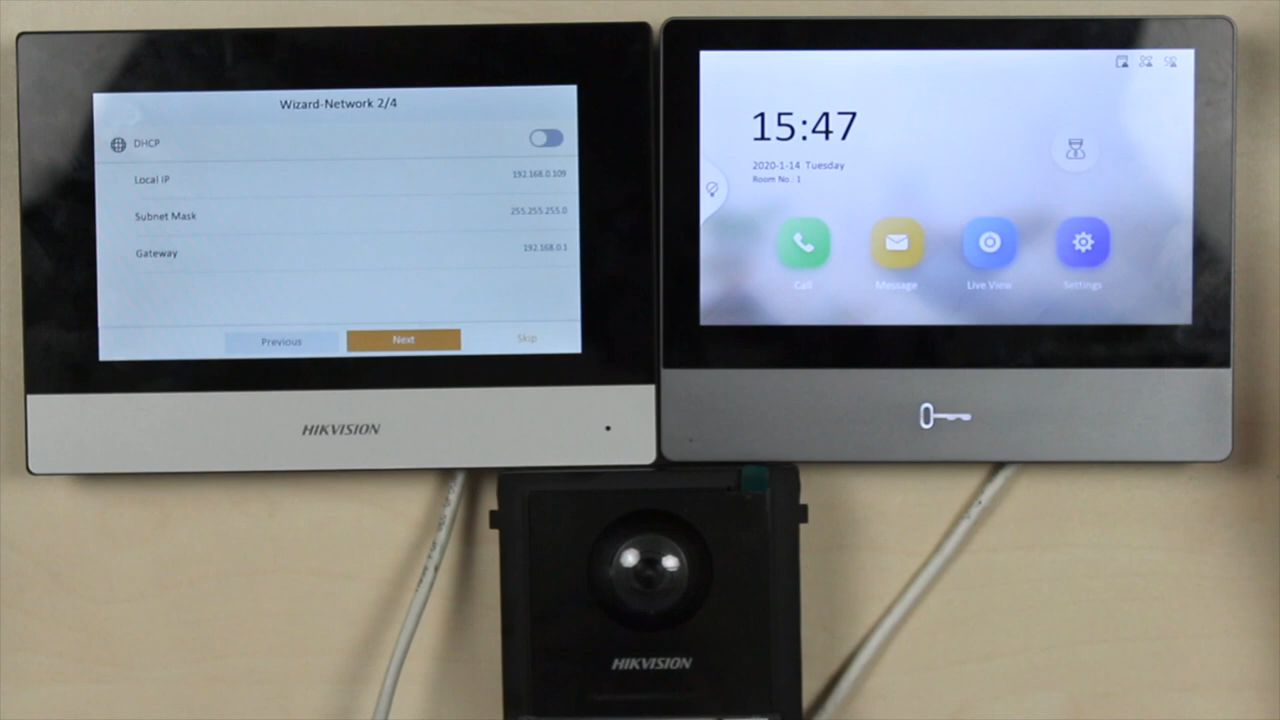 Wizard-Network 2/4
DHCP
Local IP 192.168.0.109
Subnet Mask 255.255.255.0
Gateway 192.168.0.1
Previous Next Skip
HIKVISION
15:47
2020-1-14 Tuesday
Room No.: 1
Call Message Live View Settings
HIKVISION